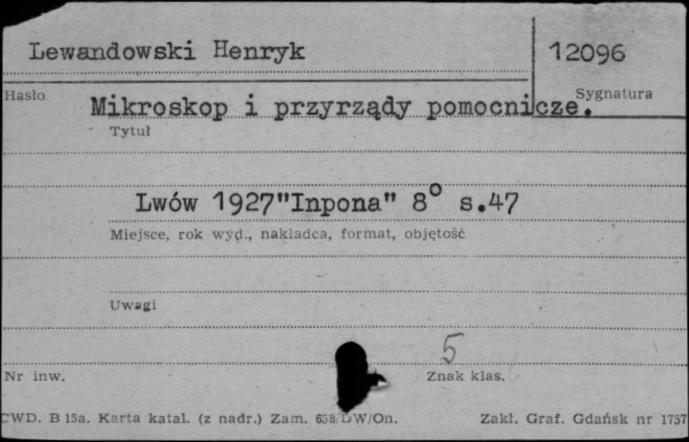 Lewandowski Henryk 12096
Hasło Sygnatura
Mikroskop i przyrządy pomocnicze.
Tytuł
Lwów 1927"Inpona" 8° s.47
Miejsce, rok wyd., nakładca, format, objętość
Uwagi
5
Nr inw. Znak klas.
CWD. B 15a. Karta katal. (z nadr.) Zam. 658/DW/On. Zakł. Graf. Gdańsk nr 1757